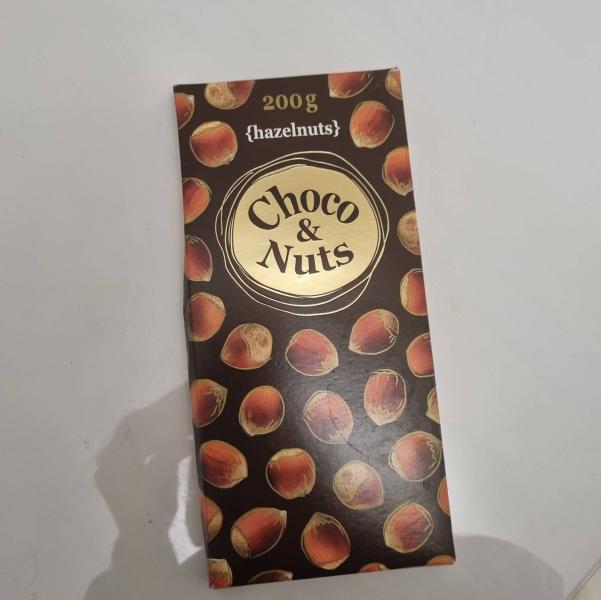 200g
{hazelnuts}
Choco
&
Nuts